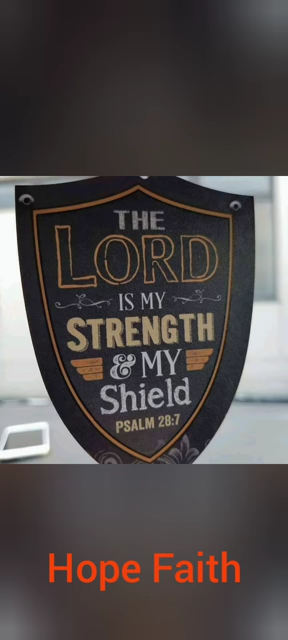 THE
LORD
IS MY
STRENGTH
& MY
Shield
PSALM 28:7
Hope Faith